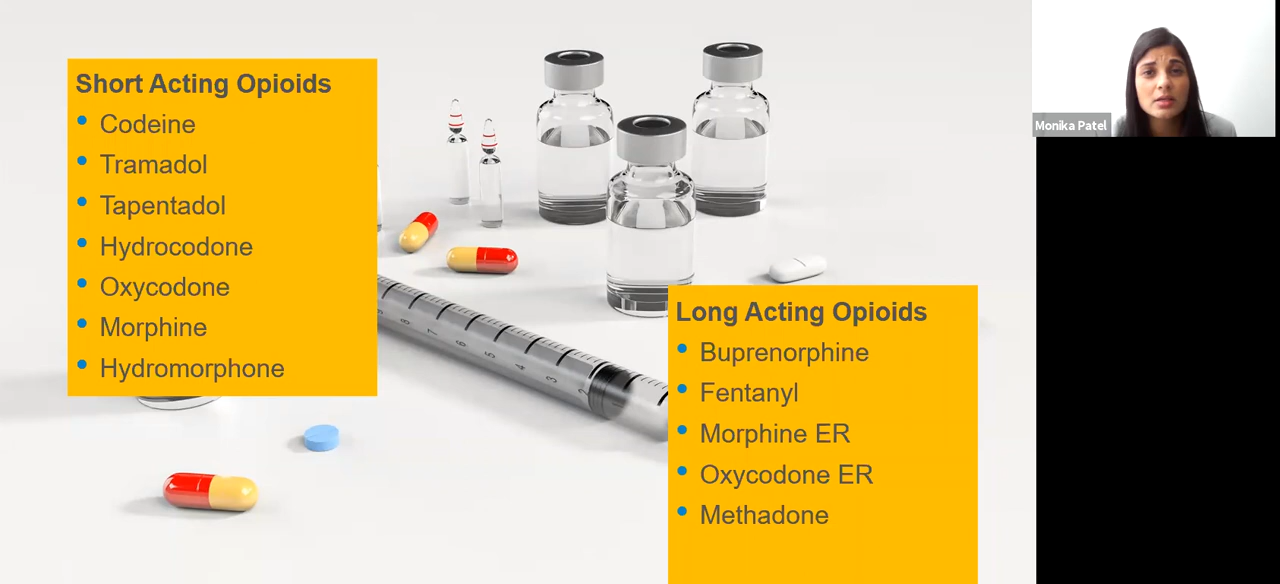 Short Acting Opioids
Codeine
Tramadol
Tapentadol
Hydrocodone
Oxycodone
Morphine
Hydromorphone
Long Acting Opioids
Buprenorphine
Fentanyl
Morphine ER
Oxycodone ER
Methadone
Monika Patel